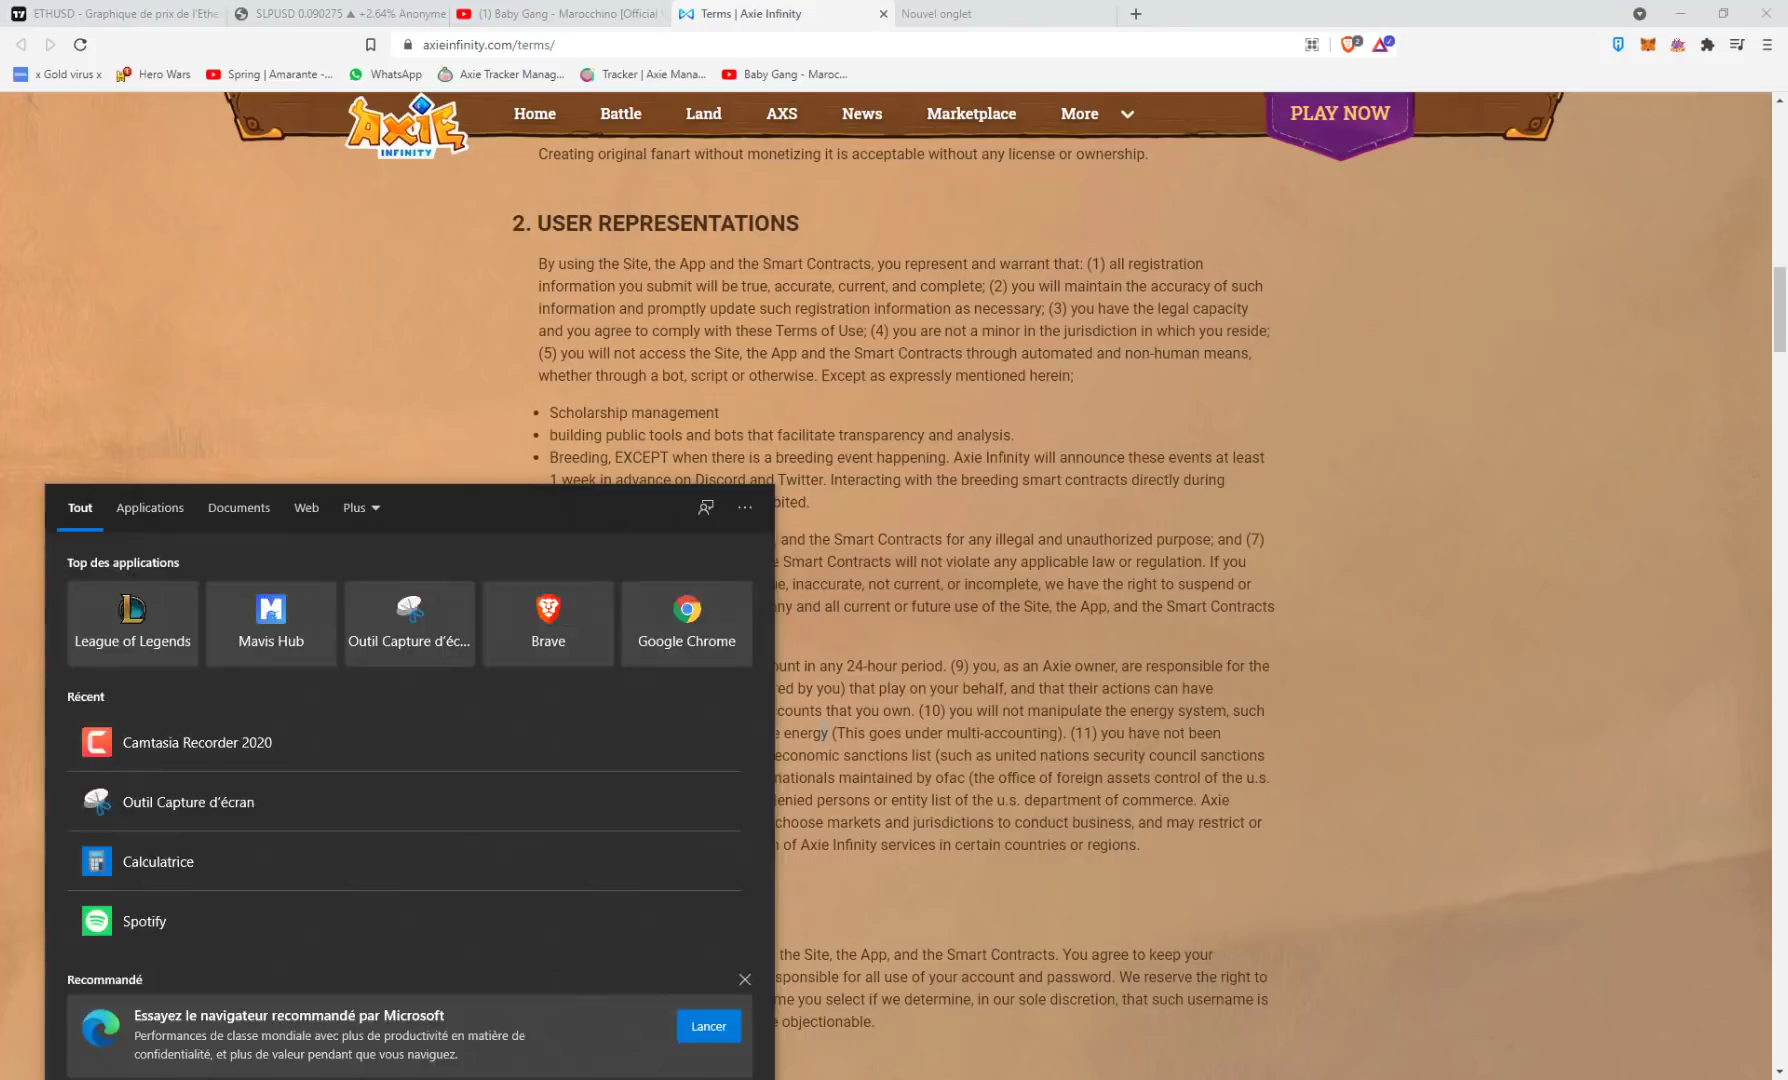 ETHUSD - Graphique de prix de l'Ethe
SLPUSD 0.090275 ▲ +2.64% Anonyme
(1) Baby Gang - Marocchino [Official
Terms | Axie Infinity
Nouvel onglet
axieinfinity.com/terms/
2
x Gold virus x
Hero Wars
Spring | Amarante -...
WhatsApp
Axie Tracker Manag...
Tracker | Axie Mana...
Baby Gang - Maroc...
AXIE
INFINITY
Home
Battle
Land
AXS
News
Marketplace
More
PLAY NOW
Creating original fanart without monetizing it is acceptable without any license or ownership.
2. USER REPRESENTATIONS
By using the Site, the App and the Smart Contracts, you represent and warrant that: (1) all registration
information you submit will be true, accurate, current, and complete; (2) you will maintain the accuracy of such
information and promptly update such registration information as necessary; (3) you have the legal capacity
and you agree to comply with these Terms of Use; (4) you are not a minor in the jurisdiction in which you reside;
(5) you will not access the Site, the App and the Smart Contracts through automated and non-human means,
whether through a bot, script or otherwise. Except as expressly mentioned herein;
• Scholarship management
• building public tools and bots that facilitate transparency and analysis.
• Breeding, EXCEPT when there is a breeding event happening. Axie Infinity will announce these events at least
1 week in advance on Discord and Twitter. Interacting with the breeding smart contracts directly during
bited.
and the Smart Contracts for any illegal and unauthorized purpose; and (7)
e Smart Contracts will not violate any applicable law or regulation. If you
ue, inaccurate, not current, or incomplete, we have the right to suspend or
ny and all current or future use of the Site, the App, and the Smart Contracts
unt in any 24-hour period. (9) you, as an Axie owner, are responsible for the
red by you) that play on your behalf, and that their actions can have
counts that you own. (10) you will not manipulate the energy system, such
e energy (This goes under multi-accounting). (11) you have not been
economic sanctions list (such as united nations security council sanctions
nationals maintained by ofac (the office of foreign assets control of the u.s.
denied persons or entity list of the u.s. department of commerce. Axie
choose markets and jurisdictions to conduct business, and may restrict or
n of Axie Infinity services in certain countries or regions.
the Site, the App, and the Smart Contracts. You agree to keep your
sponsible for all use of your account and password. We reserve the right to
me you select if we determine, in our sole discretion, that such username is
e objectionable.
Tout
Applications
Documents
Web
Plus
Top des applications
League of Legends
Mavis Hub
Outil Capture d'éc...
Brave
Google Chrome
Récent
Camtasia Recorder 2020
Outil Capture d'écran
Calculatrice
Spotify
Recommandé
Essayez le navigateur recommandé par Microsoft
Performances de classe mondiale avec plus de productivité en matière de
confidentialité, et plus de valeur pendant que vous naviguez.
Lancer